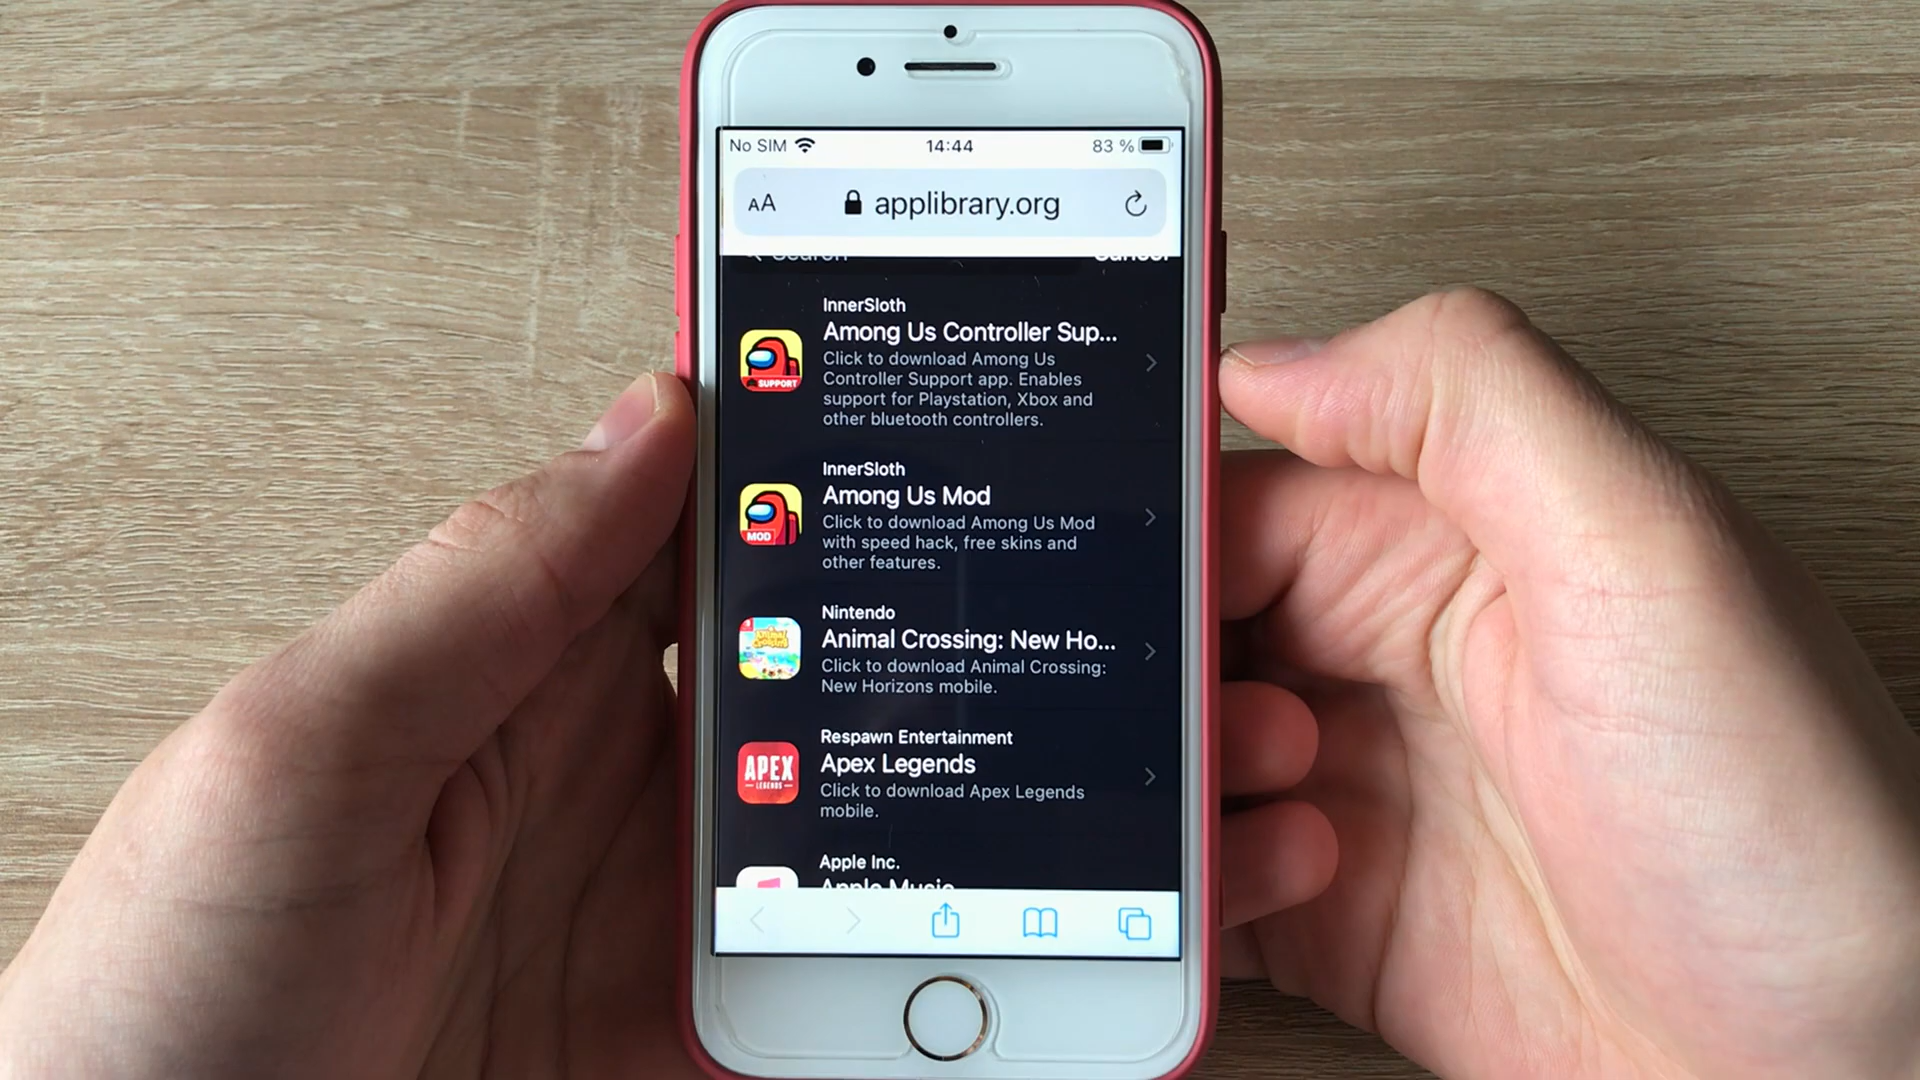 No SIM 14:44 83 %
AA applibrary.org
Search Cancel
InnerSloth
Among Us Controller Sup...
Click to download Among Us
Controller Support app. Enables
support for Playstation, Xbox and
other bluetooth controllers.
SUPPORT
InnerSloth
Among Us Mod
Click to download Among Us Mod
with speed hack, free skins and
other features.
MOD
Nintendo
Animal Crossing: New Ho...
Click to download Animal Crossing:
New Horizons mobile.
Respawn Entertainment
Apex Legends
Click to download Apex Legends
mobile.
APEX
LEGENDS
Apple Inc.
Apple Music